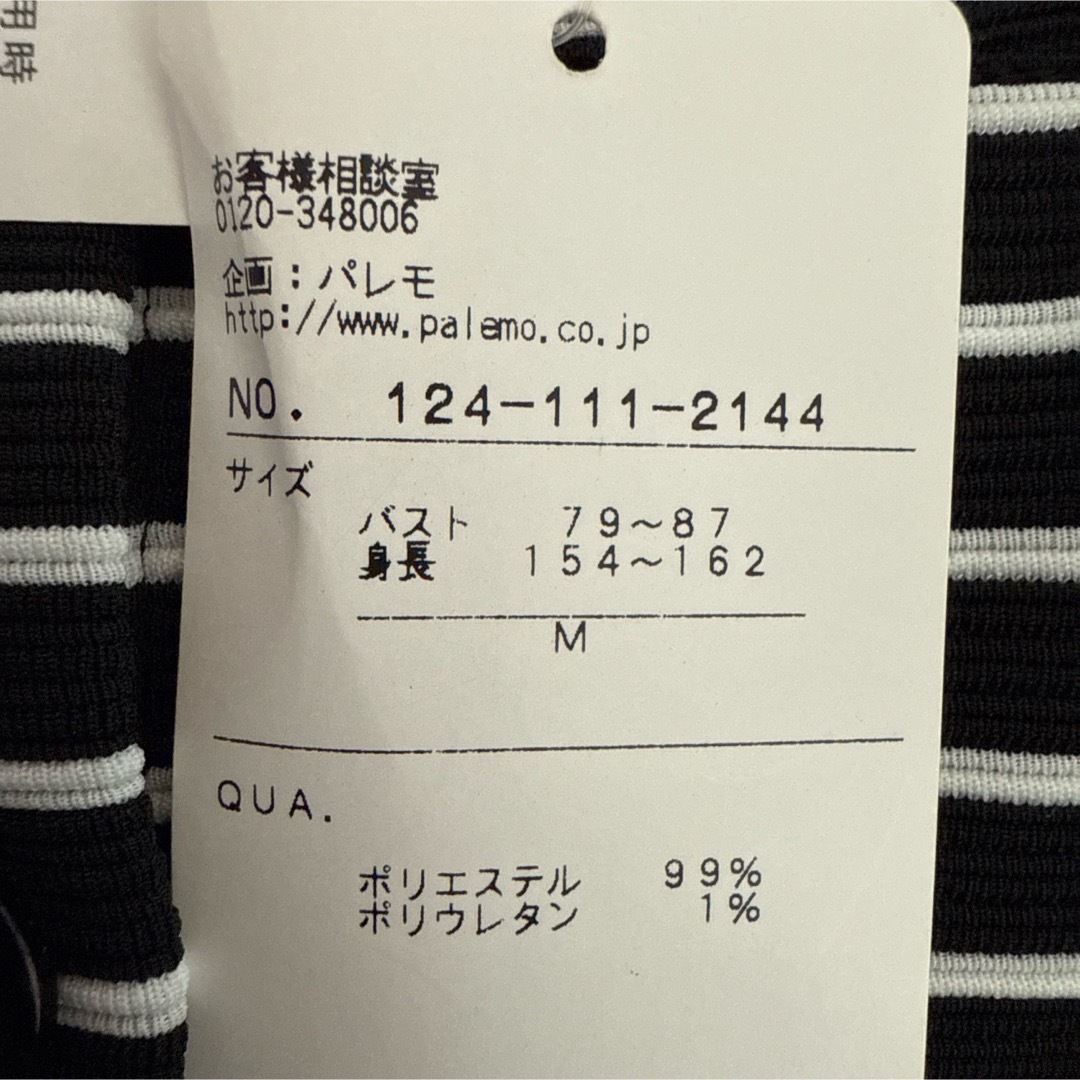 用時
お客様相談室
0120-348006
企画：パレモ
http://www.palemo.co.jp
NO. 124-111-2144
サイズ
バスト 79～87
身長 154～162
M
QUA.
ポリエステル 99%
ポリウレタン 1%